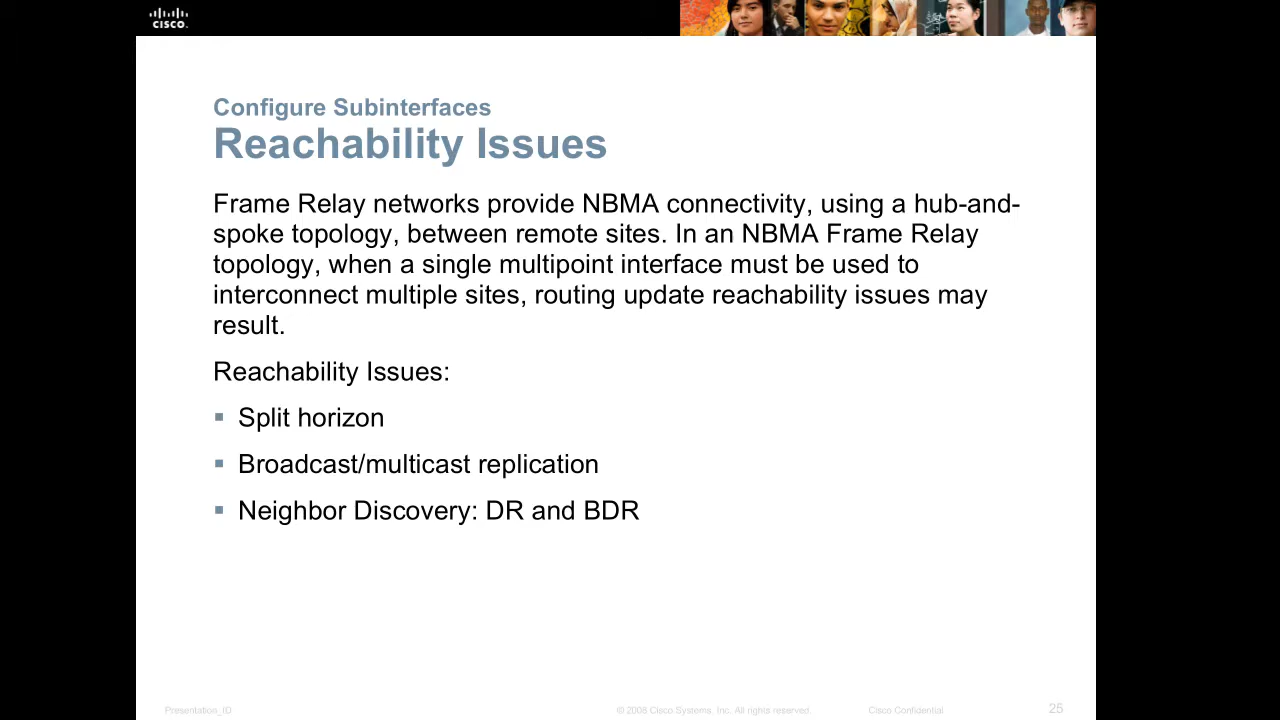 CISCO
Configure Subinterfaces
Reachability Issues
Frame Relay networks provide NBMA connectivity, using a hub-and-
spoke topology, between remote sites. In an NBMA Frame Relay
topology, when a single multipoint interface must be used to
interconnect multiple sites, routing update reachability issues may
result.
Reachability Issues:
Split horizon
Broadcast/multicast replication
Neighbor Discovery: DR and BDR
Presentation_ID © 2008 Cisco Systems, Inc. All rights reserved. Cisco Confidential 25